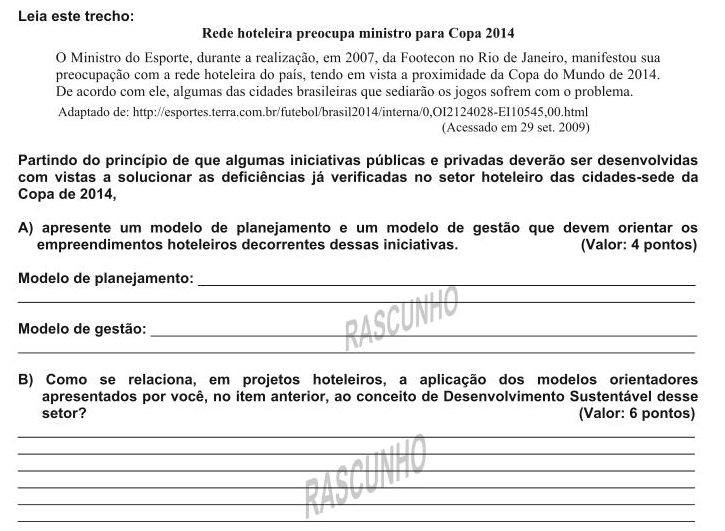 Leia este trecho:
Rede hoteleira preocupa ministro para Copa 2014
O Ministro do Esporte, durante a realização, em 2007, da Footecon no Rio de Janeiro, manifestou sua
preocupação com a rede hoteleira do país, tendo em vista a proximidade da Copa do Mundo de 2014.
De acordo com ele, algumas das cidades brasileiras que sediarão os jogos sofrem com o problema.
Adaptado de: http://esportes.terra.com.br/futebol/brasil2014/interna/0,OI2124028-EI10545,00.html
(Acessado em 29 set. 2009)
Partindo do princípio de que algumas iniciativas públicas e privadas deverão ser desenvolvidas
com vistas a solucionar as deficiências já verificadas no setor hoteleiro das cidades-sede da
Copa de 2014,
A) apresente um modelo de planejamento e um modelo de gestão que devem orientar os
empreendimentos hoteleiros decorrentes dessas iniciativas. (Valor: 4 pontos)
Modelo de planejamento:
RASCUNHO
Modelo de gestão:
B) Como se relaciona, em projetos hoteleiros, a aplicação dos modelos orientadores
apresentados por você, no item anterior, ao conceito de Desenvolvimento Sustentável desse
setor? (Valor: 6 pontos)
RASCUNHO